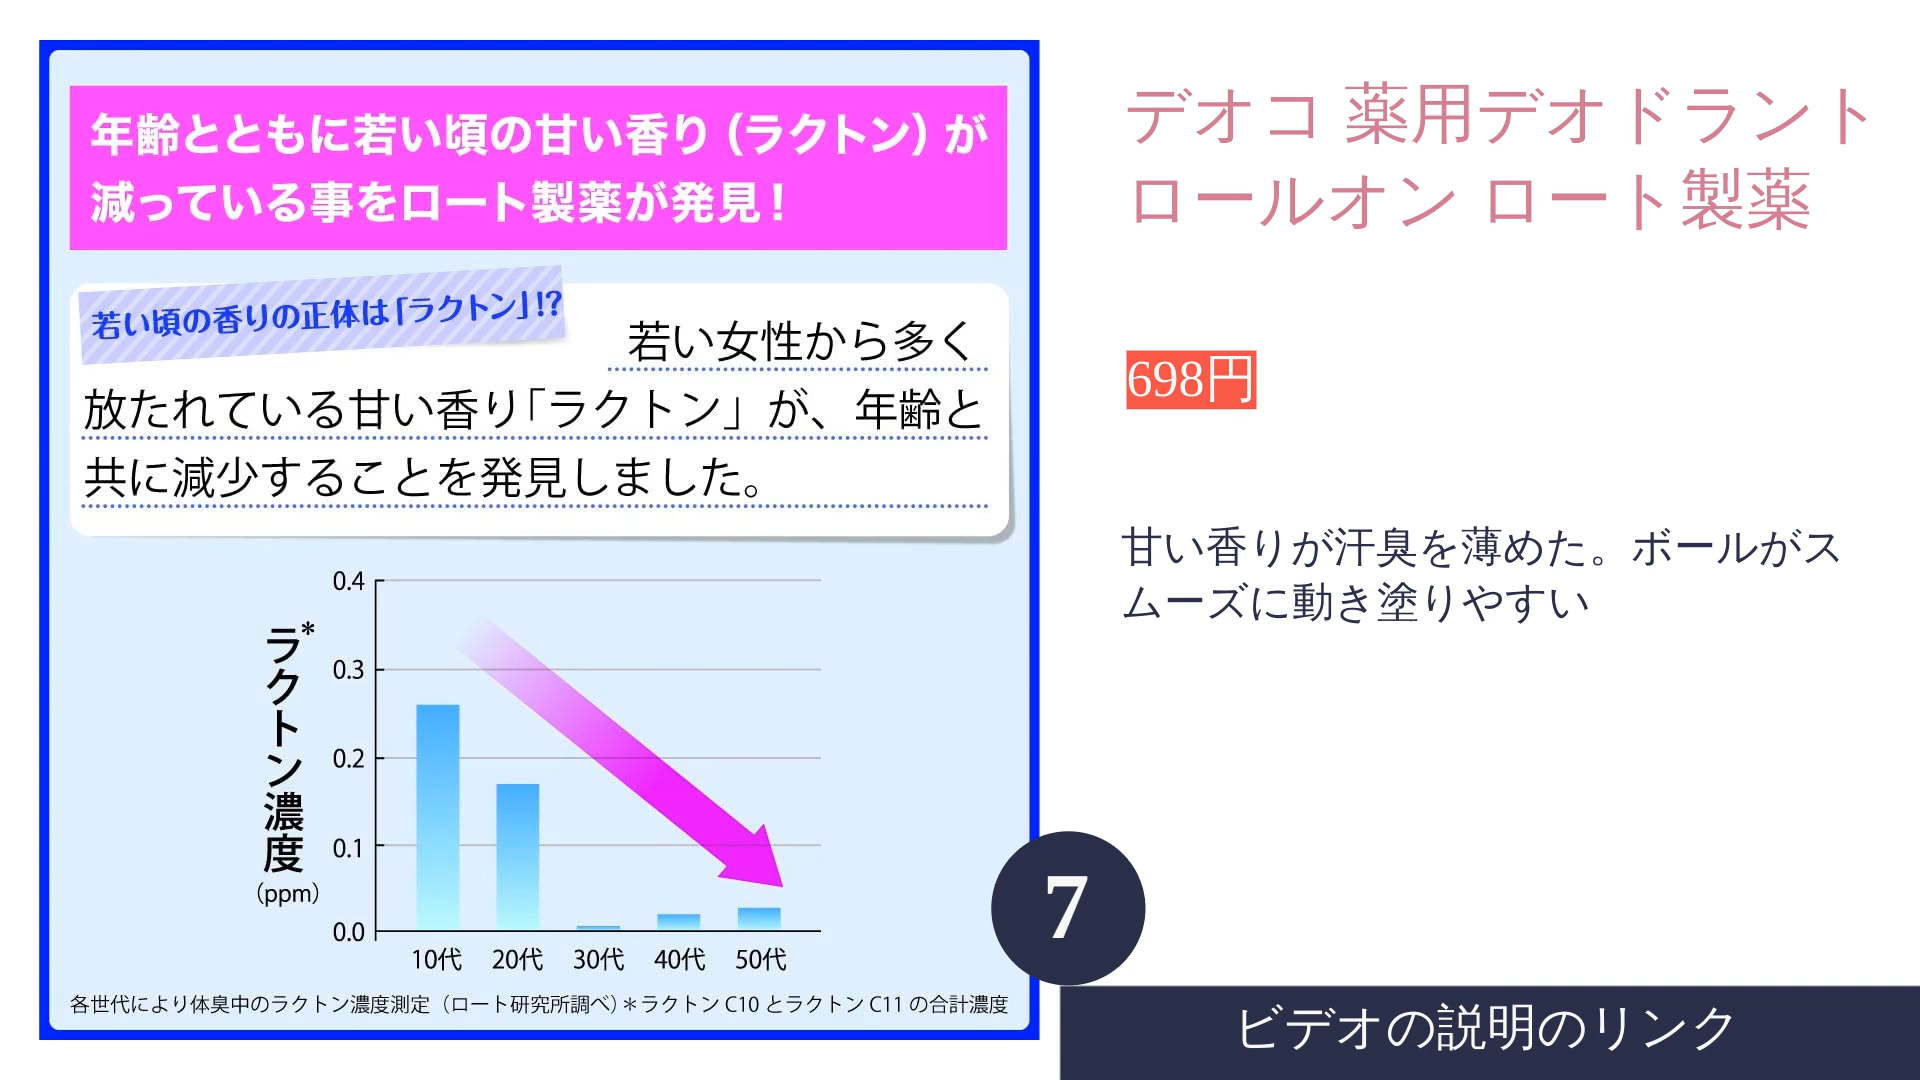 年齢とともに若い頃の甘い香り（ラクトン）が
減っている事をロート製薬が発見！
若い頃の香りの正体は「ラクトン」!?
若い女性から多く
放たれている甘い香り「ラクトン」が、年齢と
共に減少することを発見しました。
ラクトン濃度*
（ppm）
0.4
0.3
0.2
0.1
0.0
10代 20代 30代 40代 50代
各世代により体臭中のラクトン濃度測定（ロート研究所調べ）＊ラクトン C10 とラクトン C11 の合計濃度
デオコ 薬用デオドラント
ロールオン ロート製薬
698円
甘い香りが汗臭を薄めた。ボールがス
ムーズに動き塗りやすい
7
ビデオの説明のリンク